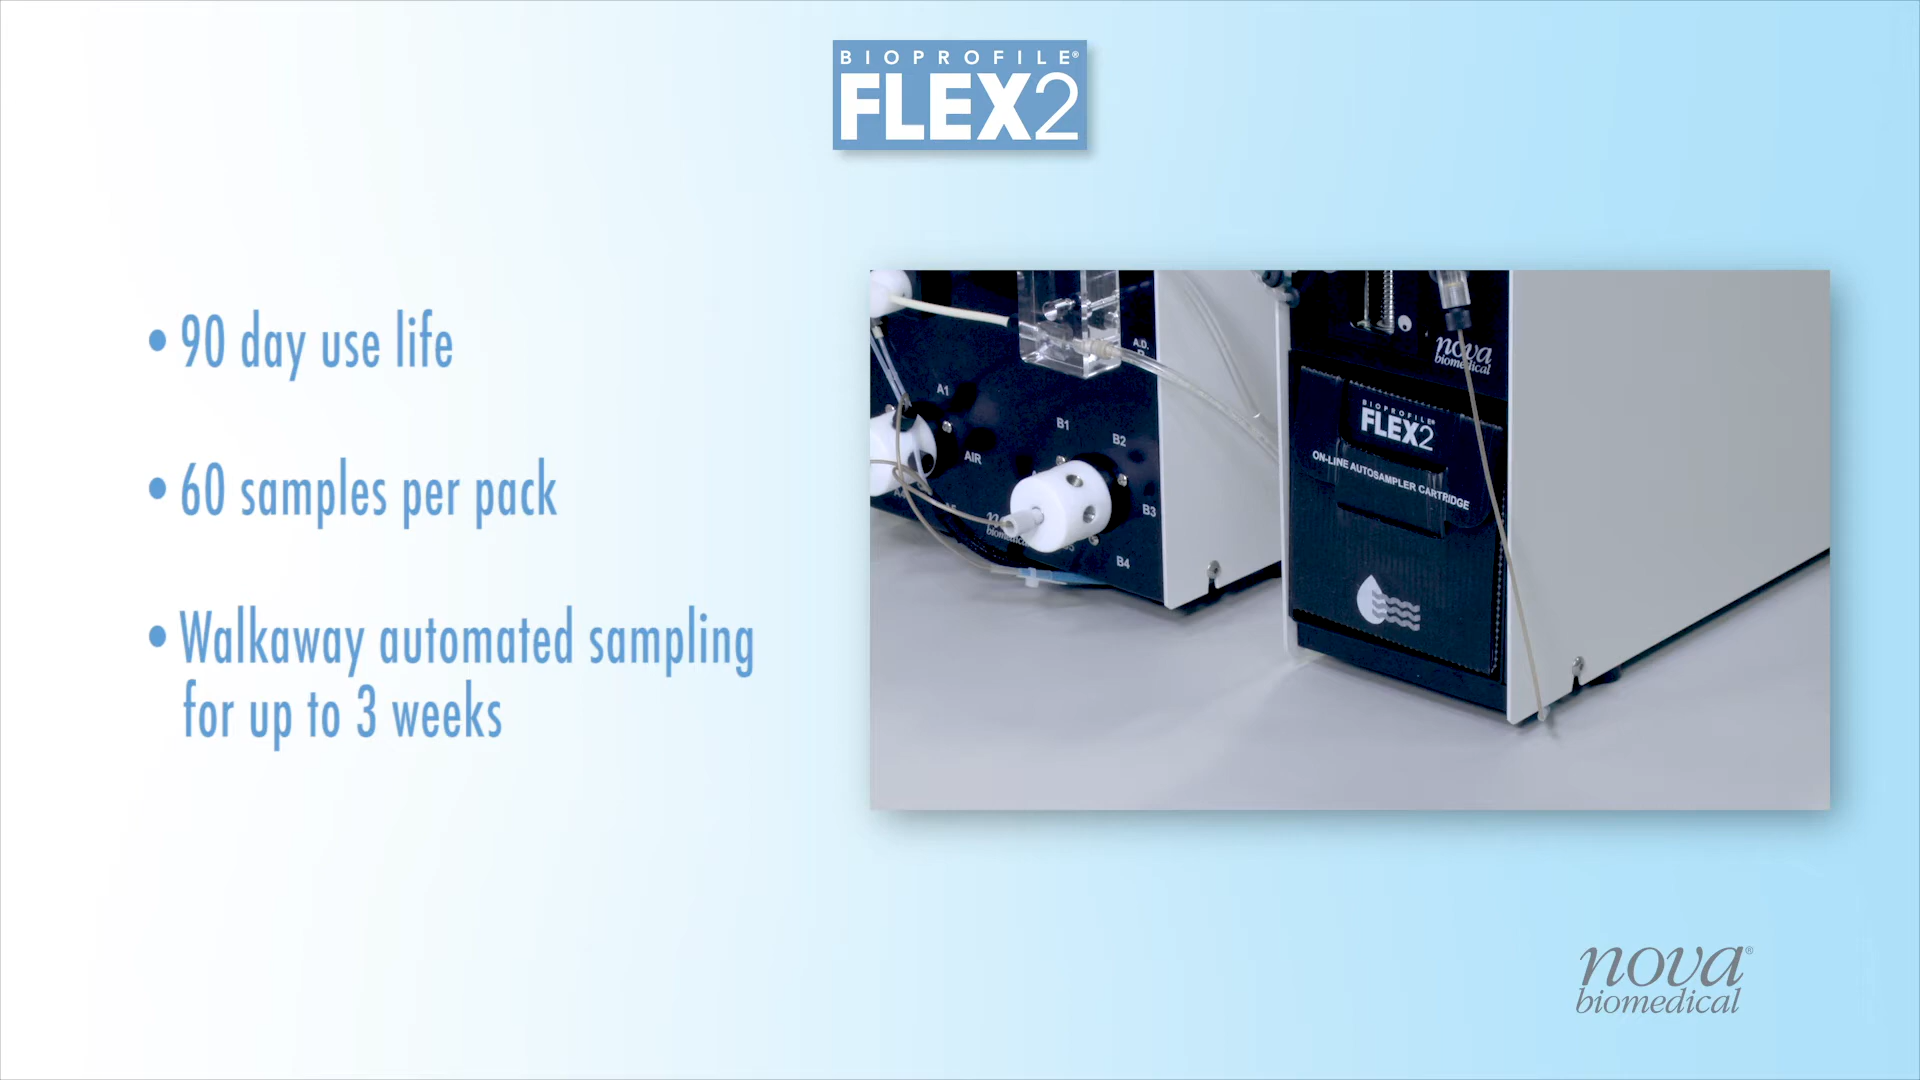 BIOPROFILE®
FLEX2
• 90 day use life
• 60 samples per pack
• Walkaway automated sampling
for up to 3 weeks
A.D.
A1
AIR
B1
B2
B3
B4
nova
biomedical
BIOPROFILE®
FLEX2
ON-LINE AUTOSAMPLER CARTRIDGE
nova®
biomedical